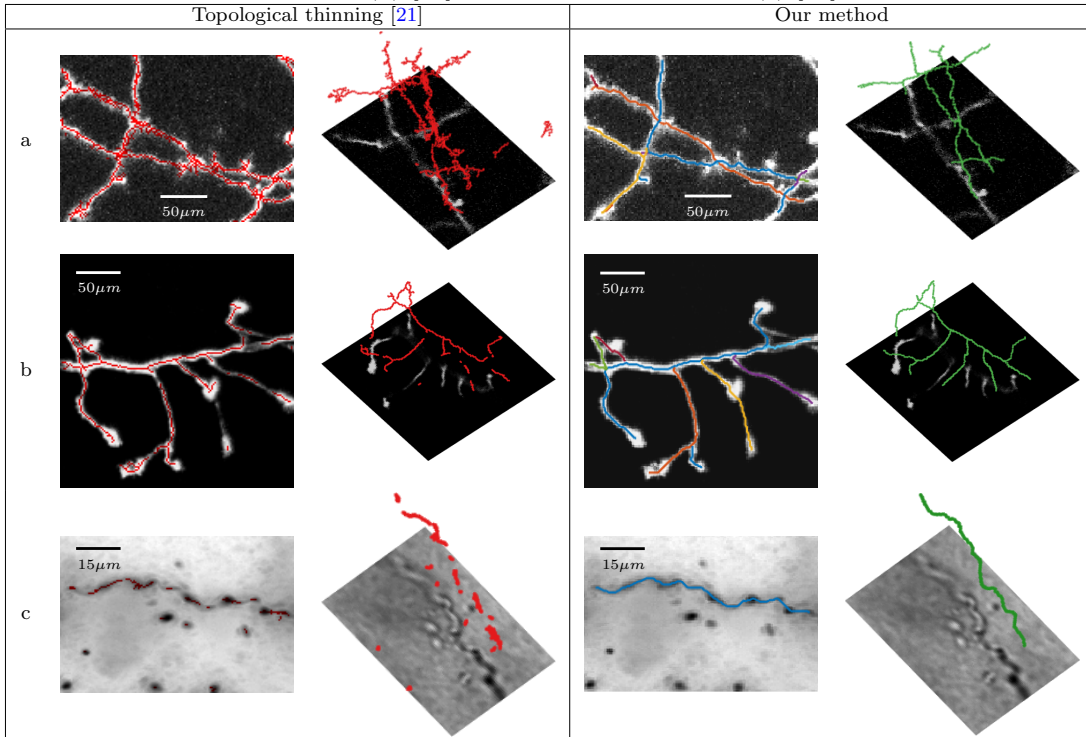 Topological thinning [21]
Our method
a
50μm
50μm
b
50μm
50μm
c
15μm
15μm